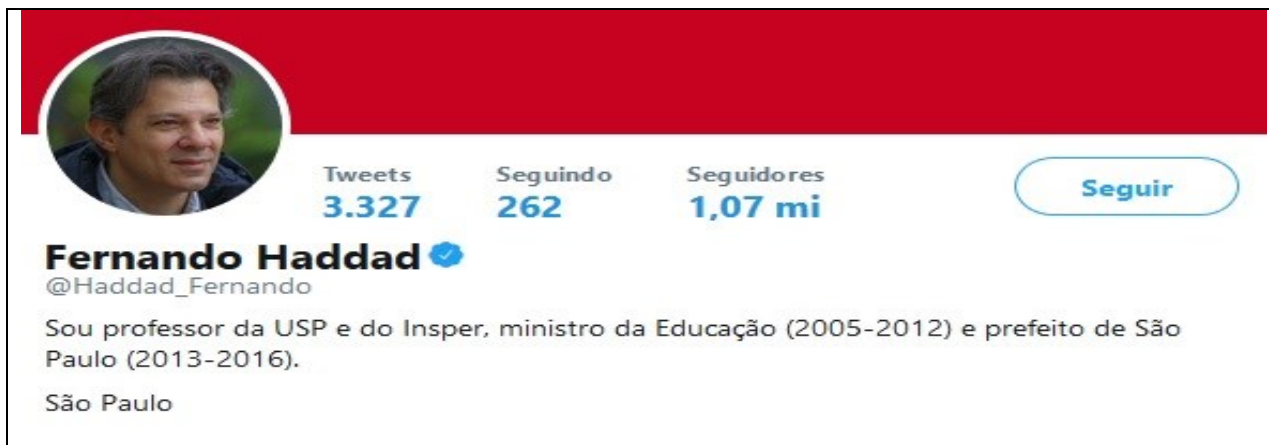 Tweets Seguindo Seguidores
3.327 262 1,07 mi
Seguir
Fernando Haddad
@Haddad_Fernando
Sou professor da USP e do Insper, ministro da Educação (2005-2012) e prefeito de São
Paulo (2013-2016).
São Paulo